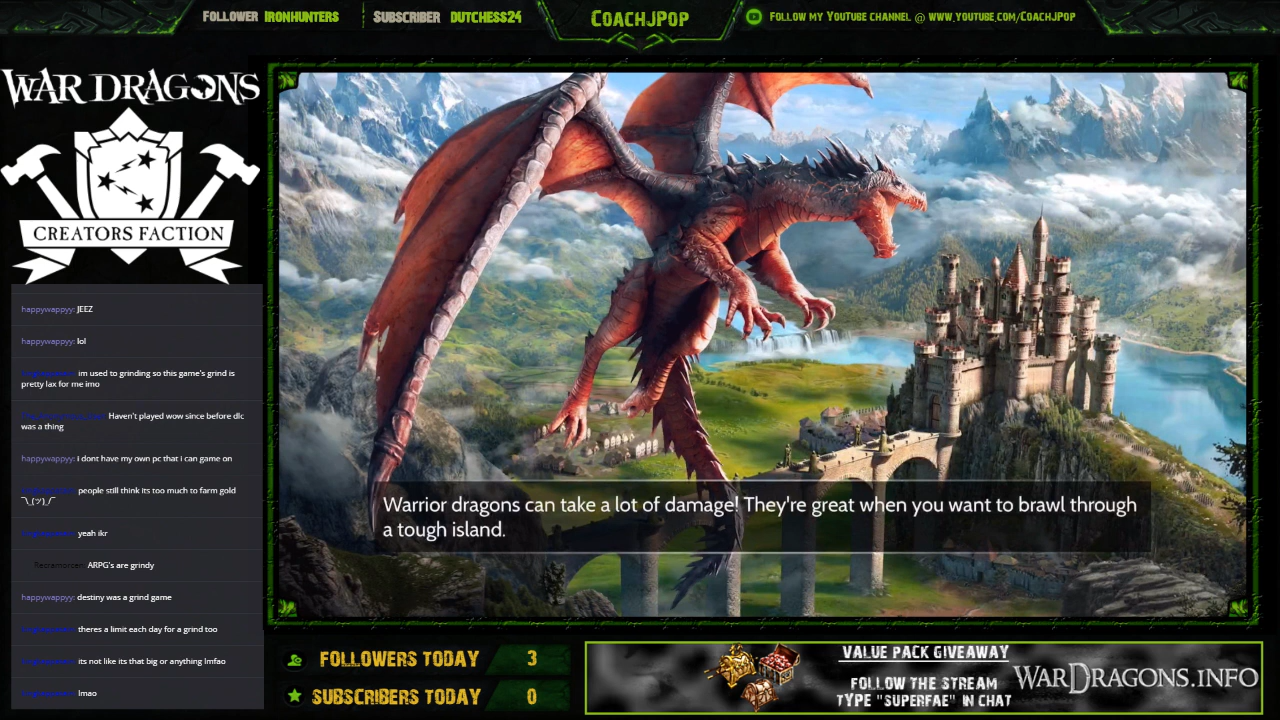 FOLLOWER IRONHUNTERS
SUBSCRIBER DUTCHESS24
COACHJPOP
FOLLOW MY YOUTUBE CHANNEL @ WWW.YOUTUBE.COM/COACHJPOP
WAR DRAGONS
CREATORS FACTION
happywappyy: JEEZ
happywappyy: lol
im used to grinding so this game's grind is
pretty lax for me imo
Haven't played wow since before dlc
was a thing
happywappyy: i dont have my own pc that i can game on
people still think its too much to farm gold
¯\_(ツ)_/¯
yeah ikr
ARPG's are grindy
happywappyy: destiny was a grind game
theres a limit each day for a grind too
its not like its that big or anything lmfao
lmao
Warrior dragons can take a lot of damage! They're great when you want to brawl through
a tough island.
FOLLOWERS TODAY 3
SUBSCRIBERS TODAY 0
VALUE PACK GIVEAWAY
FOLLOW THE STREAM
TYPE "SUPERFAE" IN CHAT
WARDRAGONS.INFO